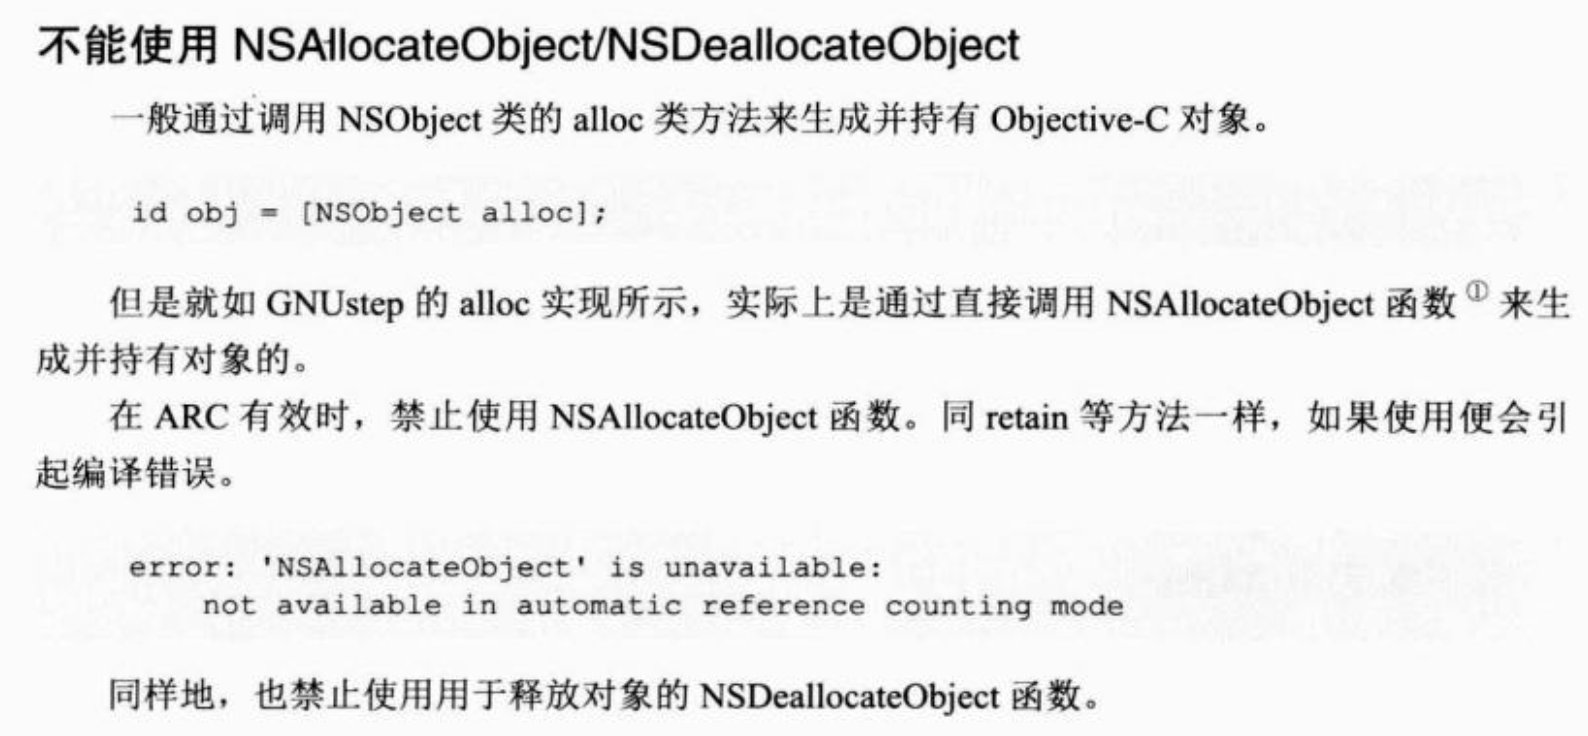 不能使用 NSAllocateObject/NSDeallocateObject
一般通过调用 NSObject 类的 alloc 类方法来生成并持有 Objective-C 对象。
id obj = [NSObject alloc];
但是就如 GNUstep 的 alloc 实现所示，实际上是通过直接调用 NSAllocateObject 函数①来生
成并持有对象的。
在 ARC 有效时，禁止使用 NSAllocateObject 函数。同 retain 等方法一样，如果使用便会引
起编译错误。
error: 'NSAllocateObject' is unavailable:
not available in automatic reference counting mode
同样地，也禁止使用用于释放对象的 NSDeallocateObject 函数。